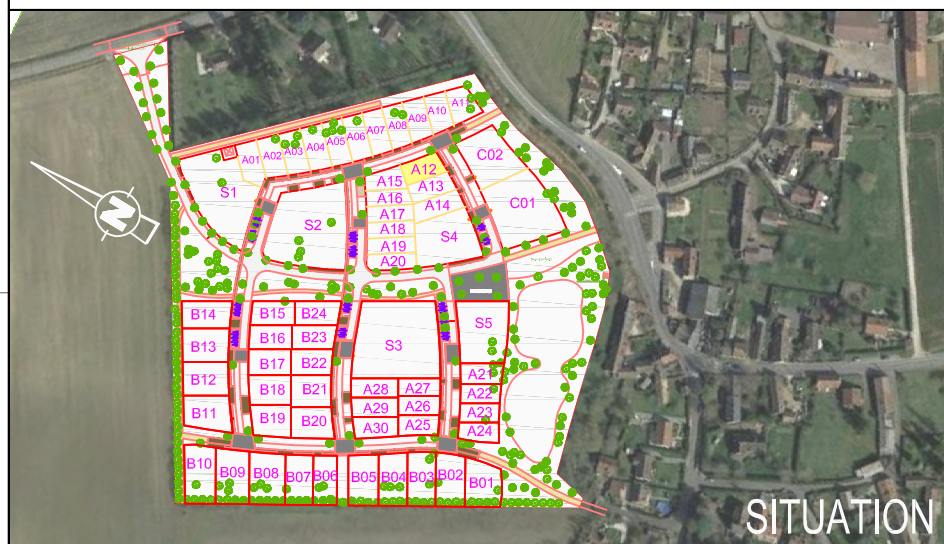 A11
A10
A09
A08
A07
A06
A05
A04
A03
A02
A01
C02
A12
A15
A13
S1
A16
A14
C01
A17
S2
A18
S4
A19
A20
N
B14
B15
B24
S5
B16
B23
B13
S3
B17
B22
A21
B12
B18
B21
A28
A27
A22
B11
A29
A26
A23
B19
B20
A30
A25
A24
B10
B09
B08
B07
B06
B05
B04
B03
B02
B01
SITUATION